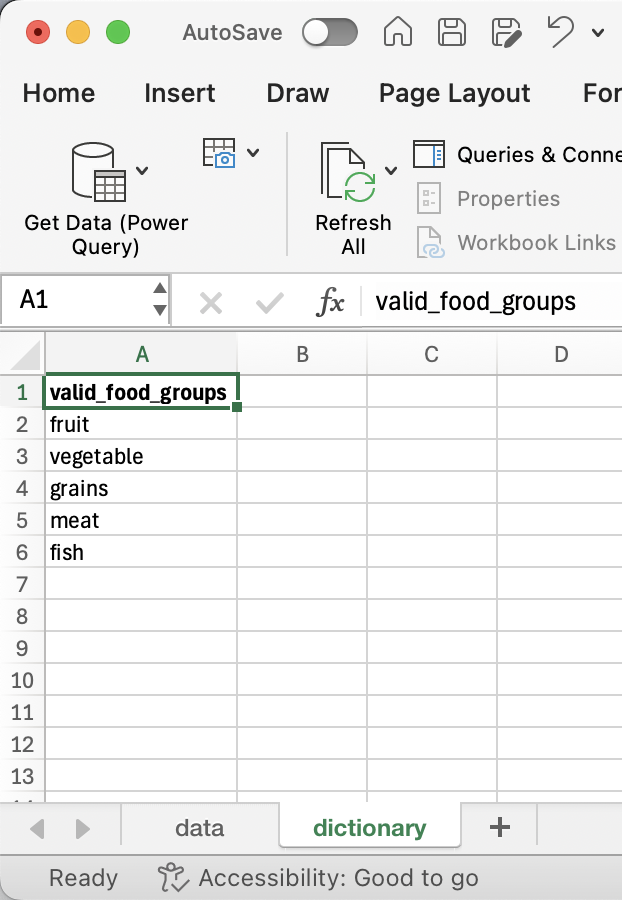 AutoSave
Home Insert Draw Page Layout For
Get Data (Power
Query)
Refresh
All
Queries & Conne
Properties
Workbook Links
A1 fx valid_food_groups
A B C D
1 valid_food_groups
2 fruit
3 vegetable
4 grains
5 meat
6 fish
7
8
9
10
11
12
13
data dictionary +
Ready Accessibility: Good to go